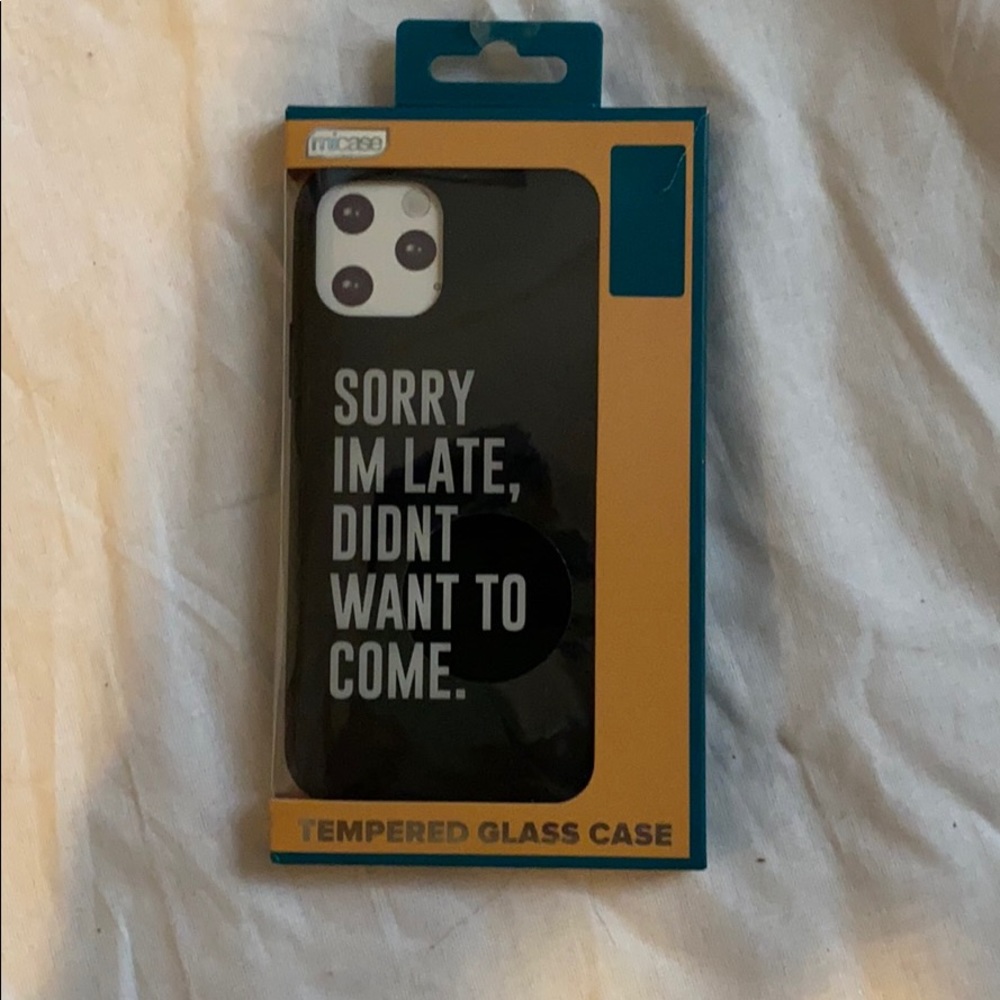 micase
SORRY
IM LATE,
DIDNT
WANT TO
COME.
TEMPERED GLASS CASE